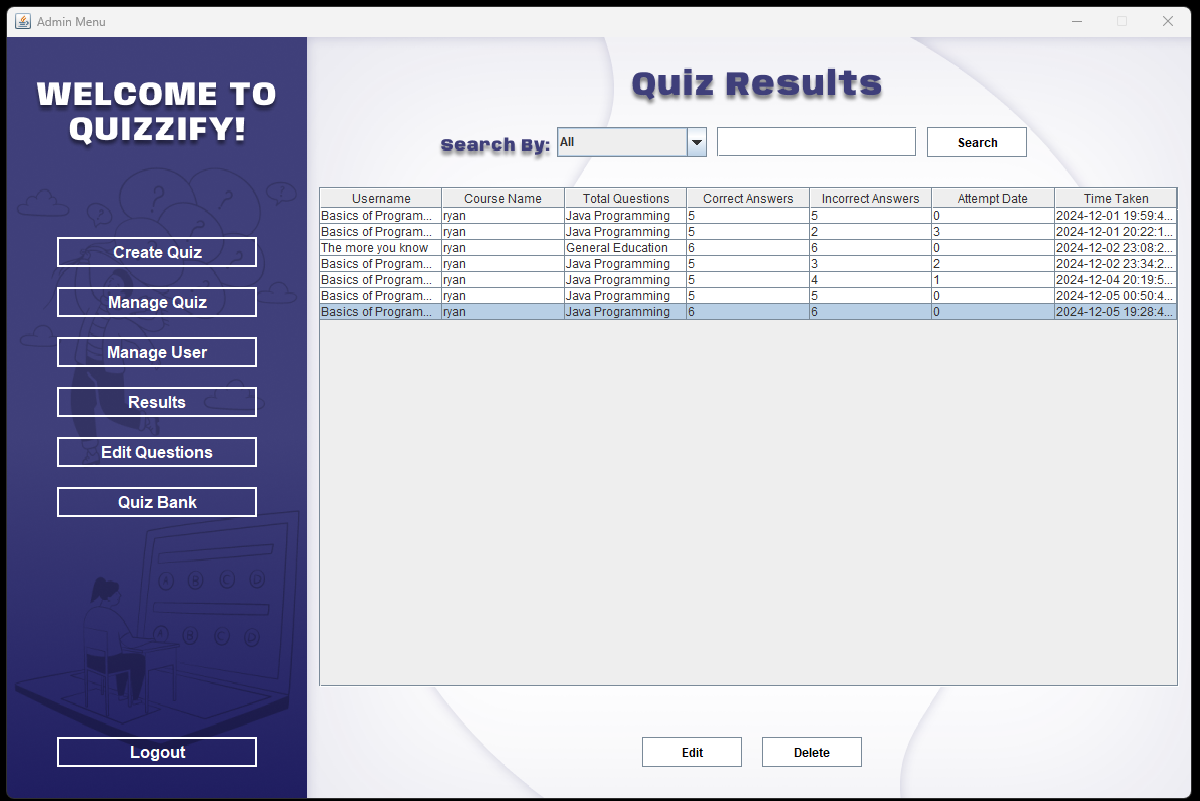 Admin Menu
WELCOME TO
QUIZZIFY!
Create Quiz
Manage Quiz
Manage User
Results
Edit Questions
Quiz Bank
Logout
Quiz Results
Search By: All Search
Username Course Name Total Questions Correct Answers Incorrect Answers Attempt Date Time Taken
Basics of Program... ryan Java Programming 5 5 0 2024-12-01 19:59:4...
Basics of Program... ryan Java Programming 5 2 3 2024-12-01 20:22:1...
The more you know ryan General Education 6 6 0 2024-12-02 23:08:2...
Basics of Program... ryan Java Programming 5 3 2 2024-12-02 23:34:2...
Basics of Program... ryan Java Programming 5 4 1 2024-12-04 20:19:5...
Basics of Program... ryan Java Programming 5 5 0 2024-12-05 00:50:4...
Basics of Program... ryan Java Programming 6 6 0 2024-12-05 19:28:4...
Edit Delete
A B C D
A B C D